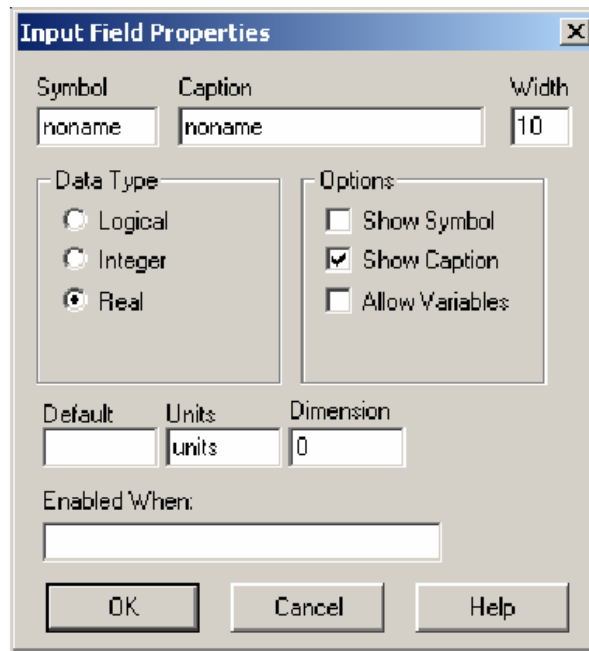 Input Field Properties
Symbol Caption Width
noname noname 10
Data Type Options
Logical Show Symbol
Integer Show Caption
Real Allow Variables
Default Units Dimension
units 0
Enabled When:
OK Cancel Help